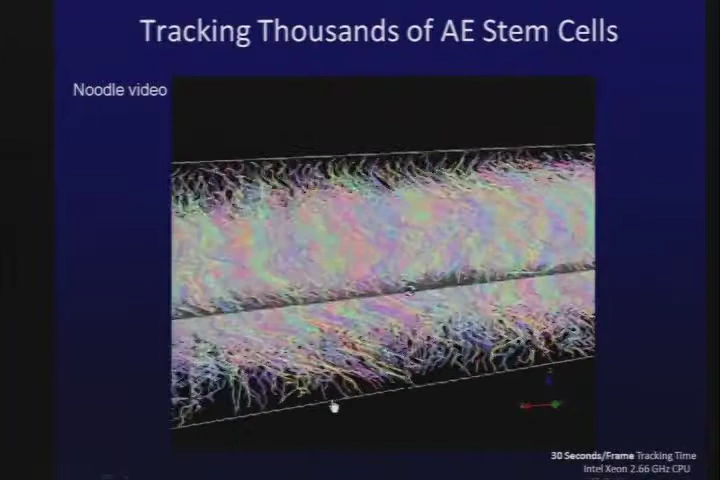 Tracking Thousands of AE Stem Cells
Noodle video
30 Seconds/Frame Tracking Time
Intel Xeon 2.66 GHz CPU